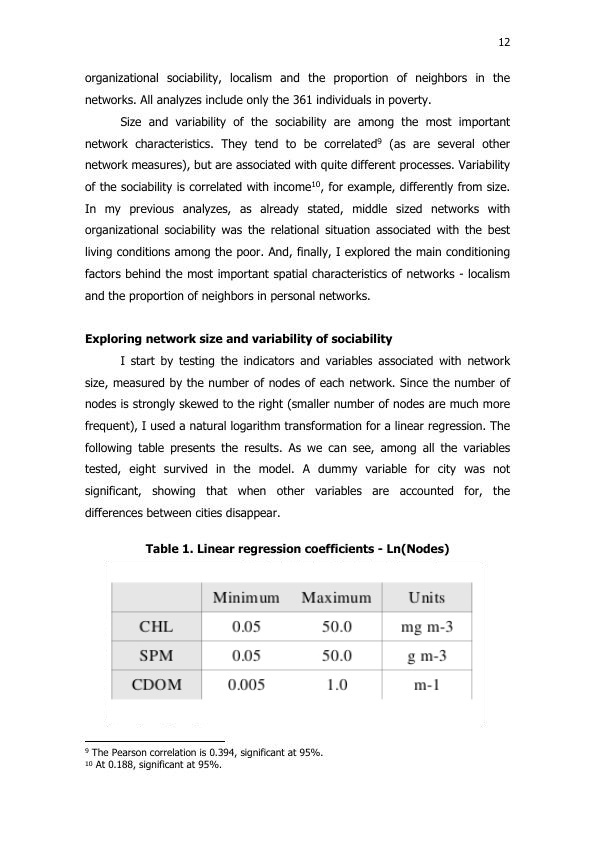 12
organizational sociability, localism and the proportion of neighbors in the
networks. All analyzes include only the 361 individuals in poverty.
Size and variability of the sociability are among the most important
network characteristics. They tend to be correlated9 (as are several other
network measures), but are associated with quite different processes. Variability
of the sociability is correlated with income10, for example, differently from size.
In my previous analyzes, as already stated, middle sized networks with
organizational sociability was the relational situation associated with the best
living conditions among the poor. And, finally, I explored the main conditioning
factors behind the most important spatial characteristics of networks - localism
and the proportion of neighbors in personal networks.
Exploring network size and variability of sociability
I start by testing the indicators and variables associated with network
size, measured by the number of nodes of each network. Since the number of
nodes is strongly skewed to the right (smaller number of nodes are much more
frequent), I used a natural logarithm transformation for a linear regression. The
following table presents the results. As we can see, among all the variables
tested, eight survived in the model. A dummy variable for city was not
significant, showing that when other variables are accounted for, the
differences between cities disappear.
Table 1. Linear regression coefficients - Ln(Nodes)
Minimum Maximum Units
CHL 0.05 50.0 mg m-3
SPM 0.05 50.0 g m-3
CDOM 0.005 1.0 m-1
9 The Pearson correlation is 0.394, significant at 95%.
10 At 0.188, significant at 95%.